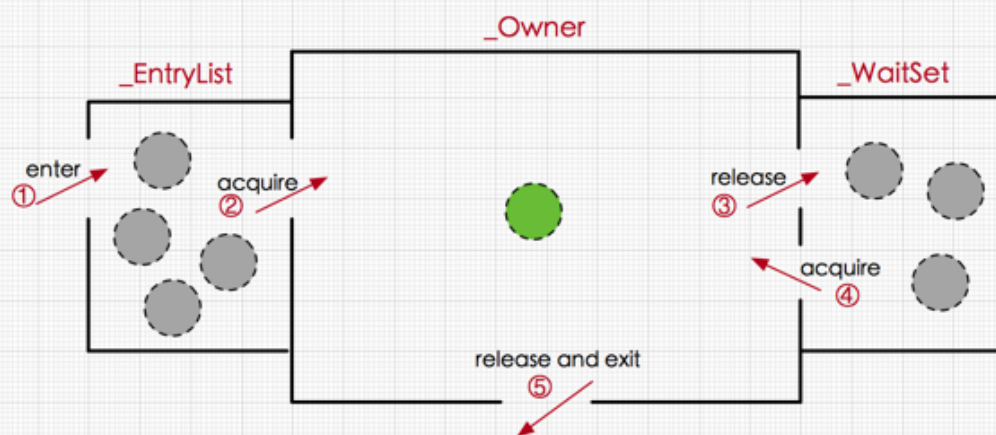 _Owner
_EntryList
_WaitSet
enter
①
acquire
②
release
③
acquire
④
release and exit
⑤